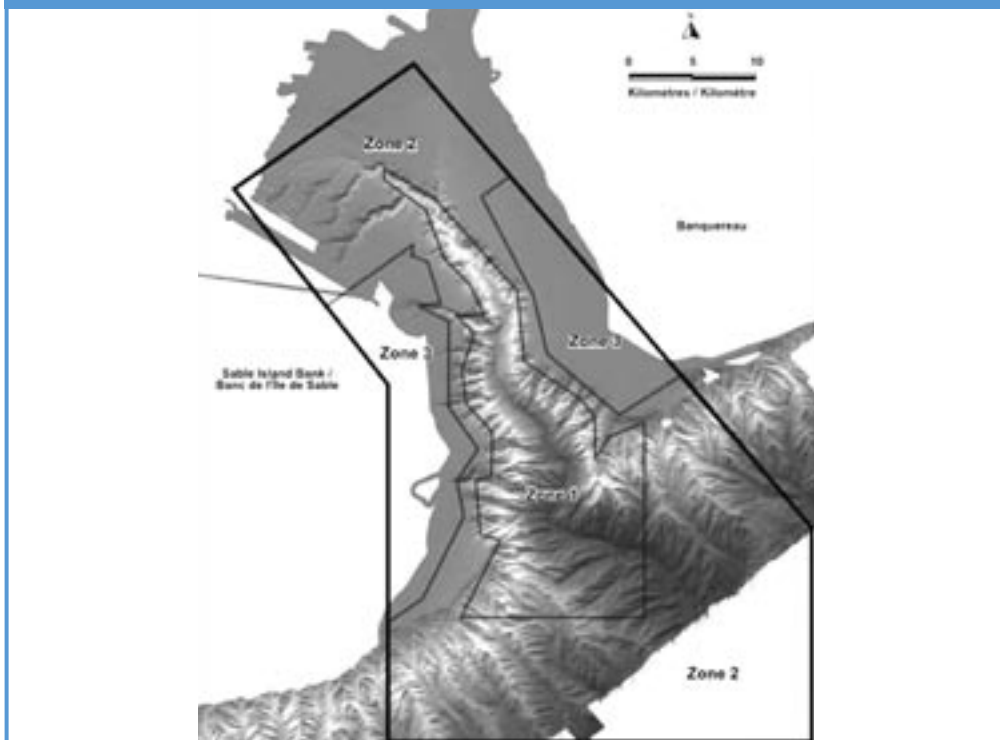 0 5 10
Kilometres / Kilomètre
Zone 2
Banquereau
Zone 3
Zone 3
Sable Island Bank /
Banc de l'Île de Sable
Zone 1
Zone 2